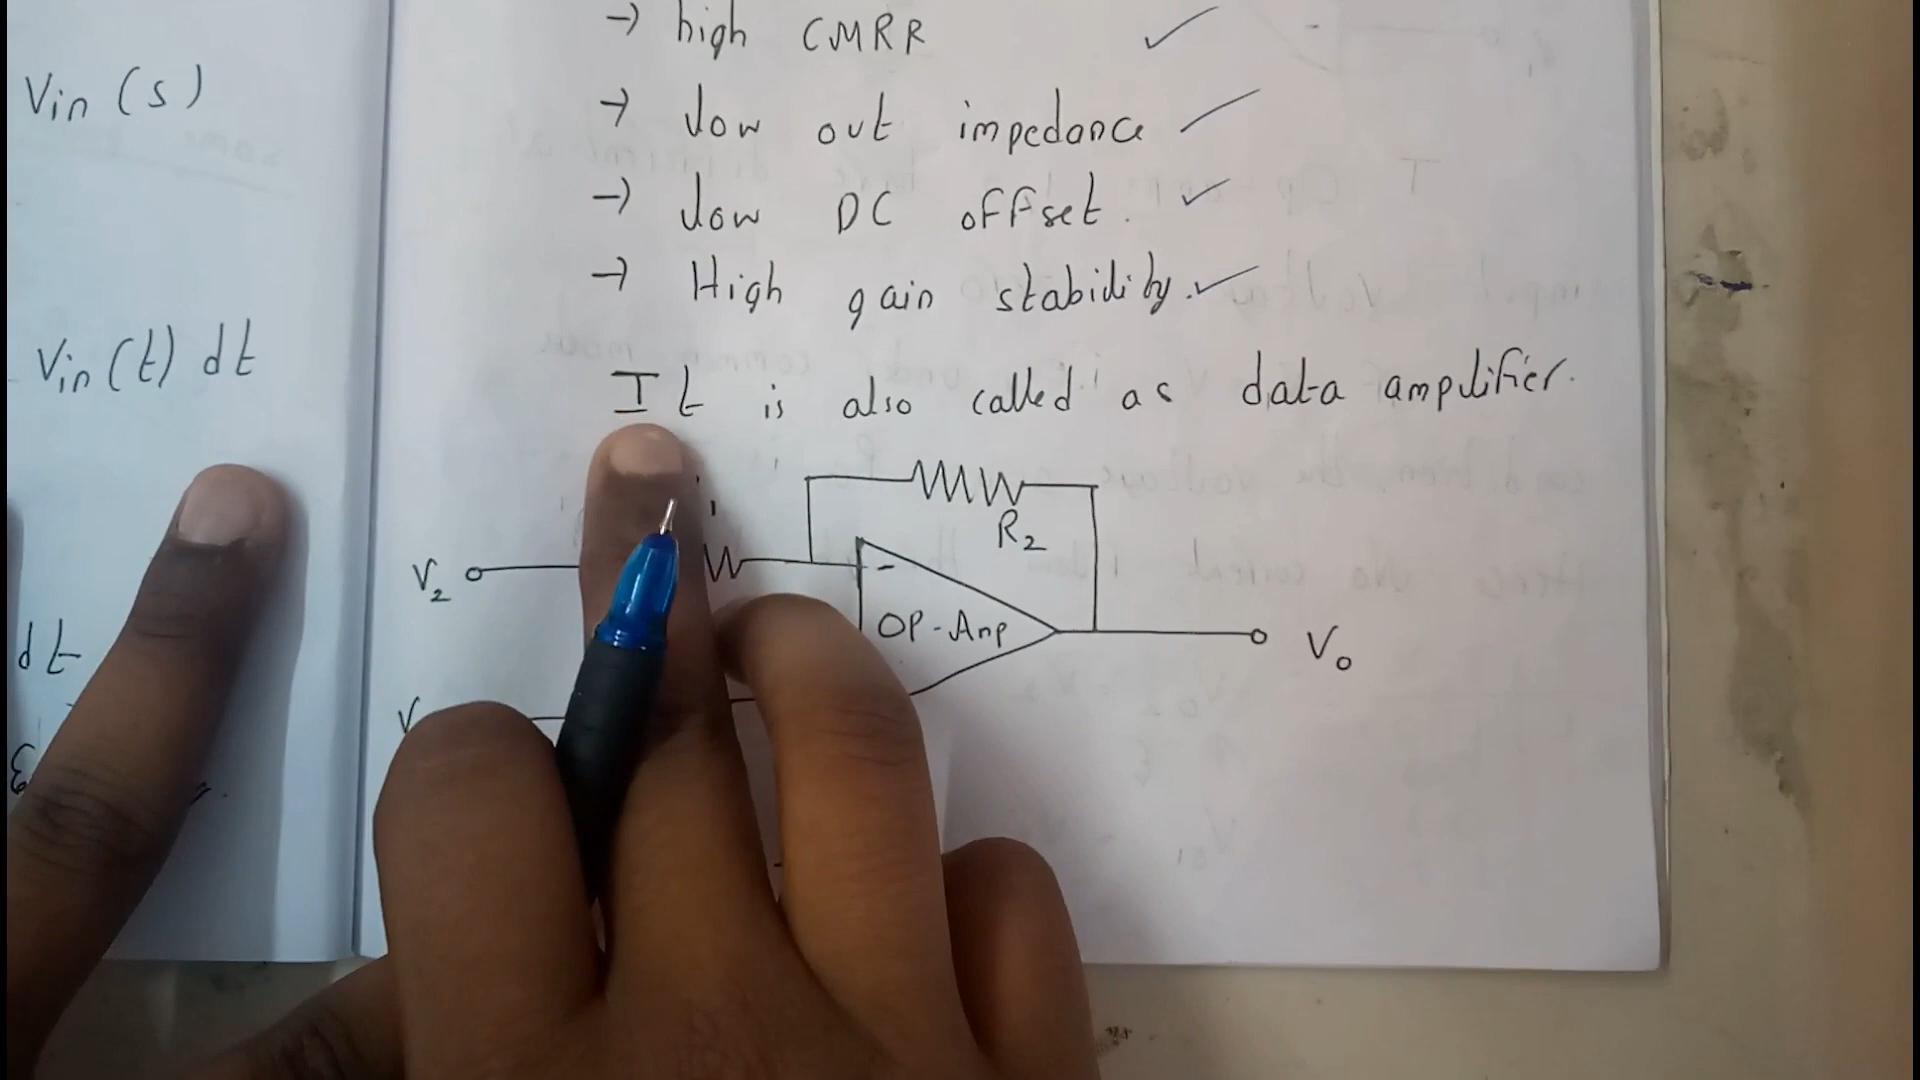 Vin (s)
Vin (t) dt
dt
→ high CMRR ✓
→ low out impedance ✓
→ low DC offset. ✓
→ High gain stability. ✓
It is also called as data amplifier.
R2
V2
-
OP-Amp
Vo
V